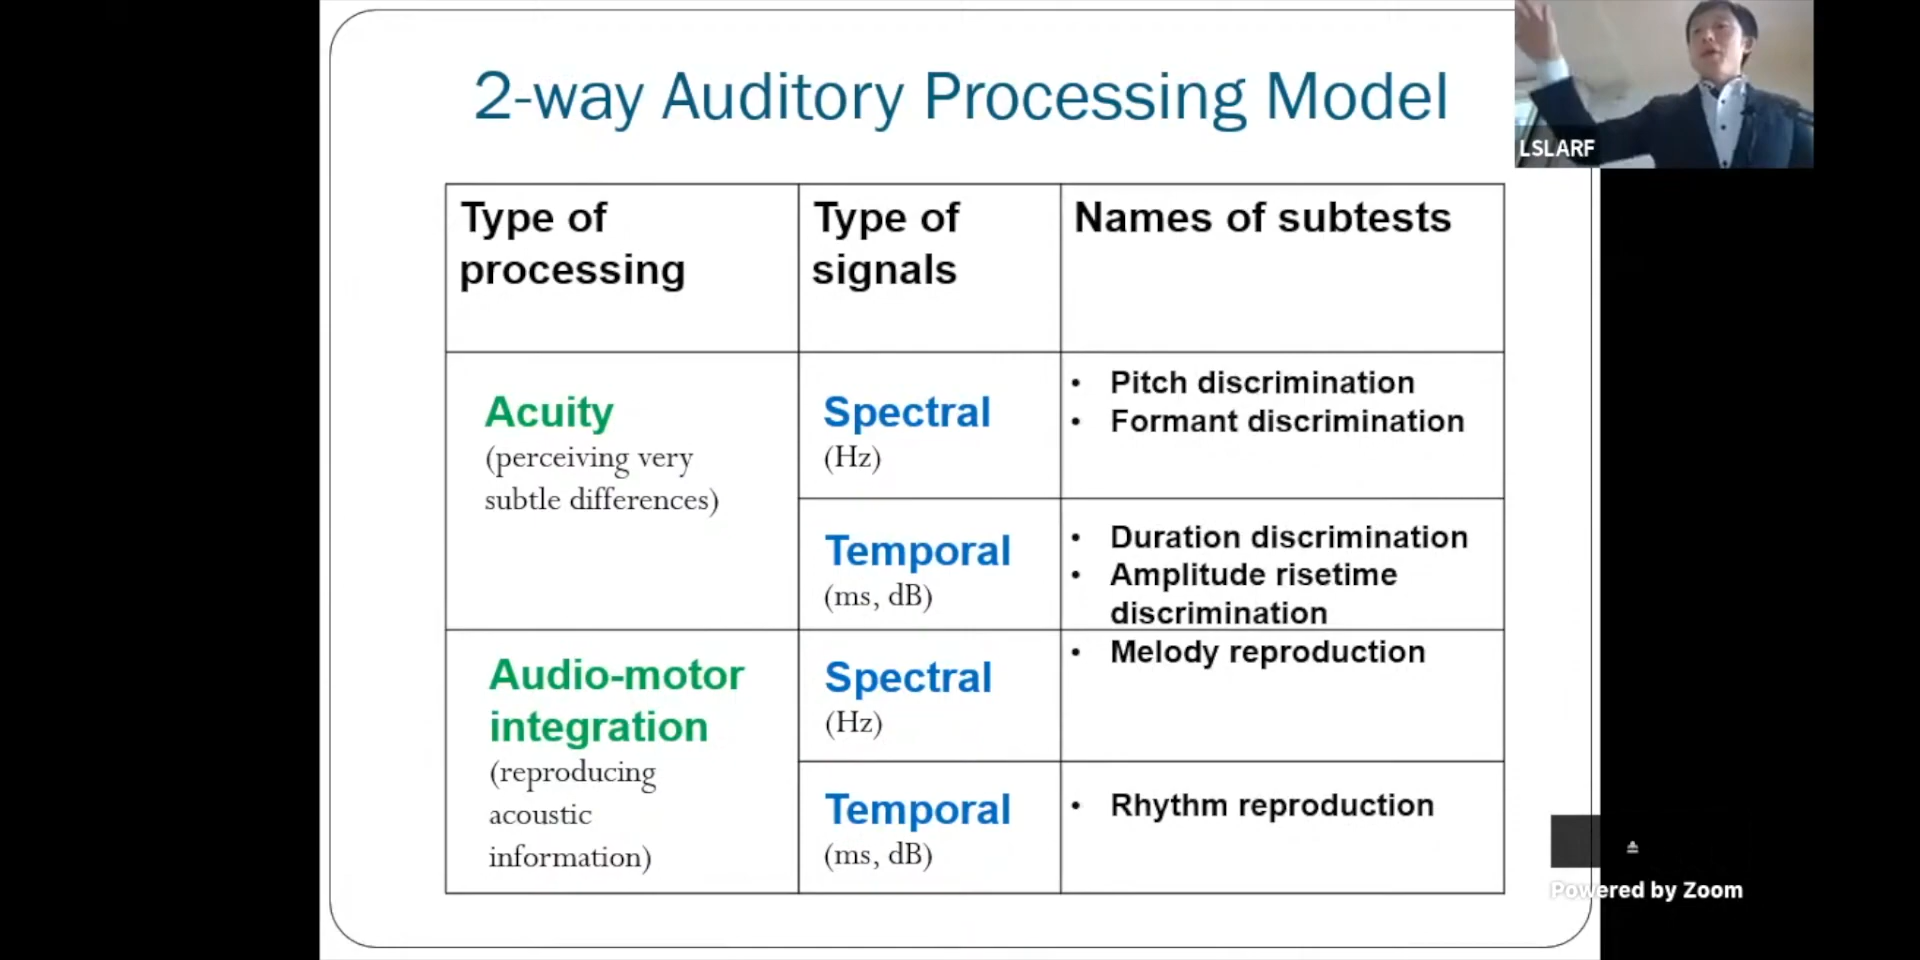 2-way Auditory Processing Model
LSLARF
Type of
processing
Type of
signals
Names of subtests
Acuity
(perceiving very
subtle differences)
Spectral
(Hz)
• Pitch discrimination
• Formant discrimination
Temporal
(ms, dB)
• Duration discrimination
• Amplitude risetime
discrimination
Audio-motor
integration
(reproducing
acoustic
information)
Spectral
(Hz)
• Melody reproduction
Temporal
(ms, dB)
• Rhythm reproduction
Powered by Zoom